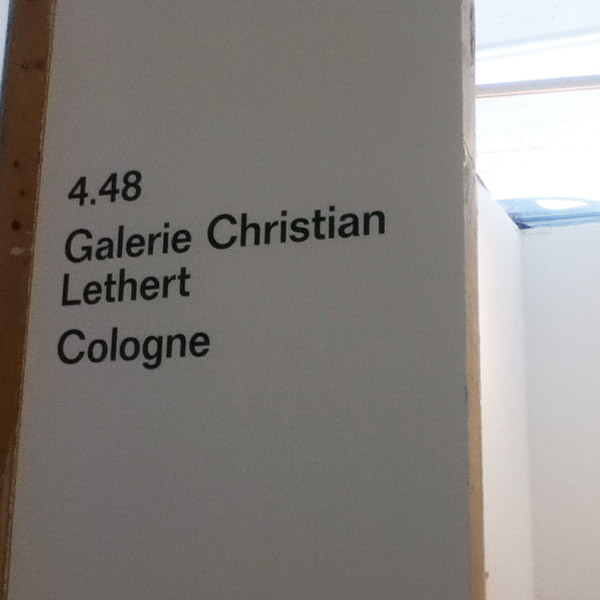 4.48
Galerie Christian
Lethert
Cologne